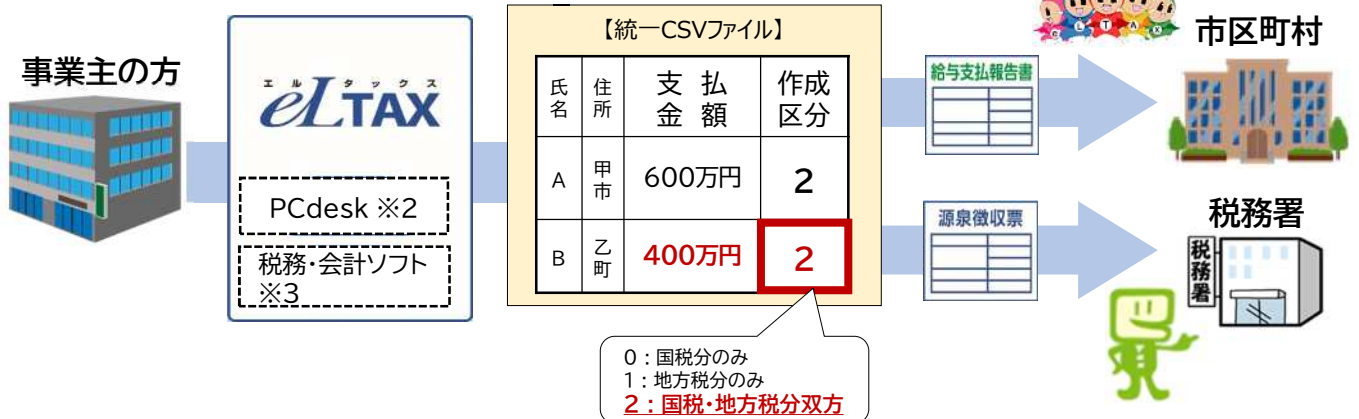 事業主の方
エルタックス
eLTAX
PCdesk ※2
税務・会計ソフト
※3
【統一CSVファイル】
氏名 住所 支払金額 作成区分
A 甲市 600万円 2
B 乙町 400万円 2
0：国税分のみ
1：地方税分のみ
2：国税・地方税分双方
eLTAX
市区町村
給与支払報告書
税務署
源泉徴収票
税務署